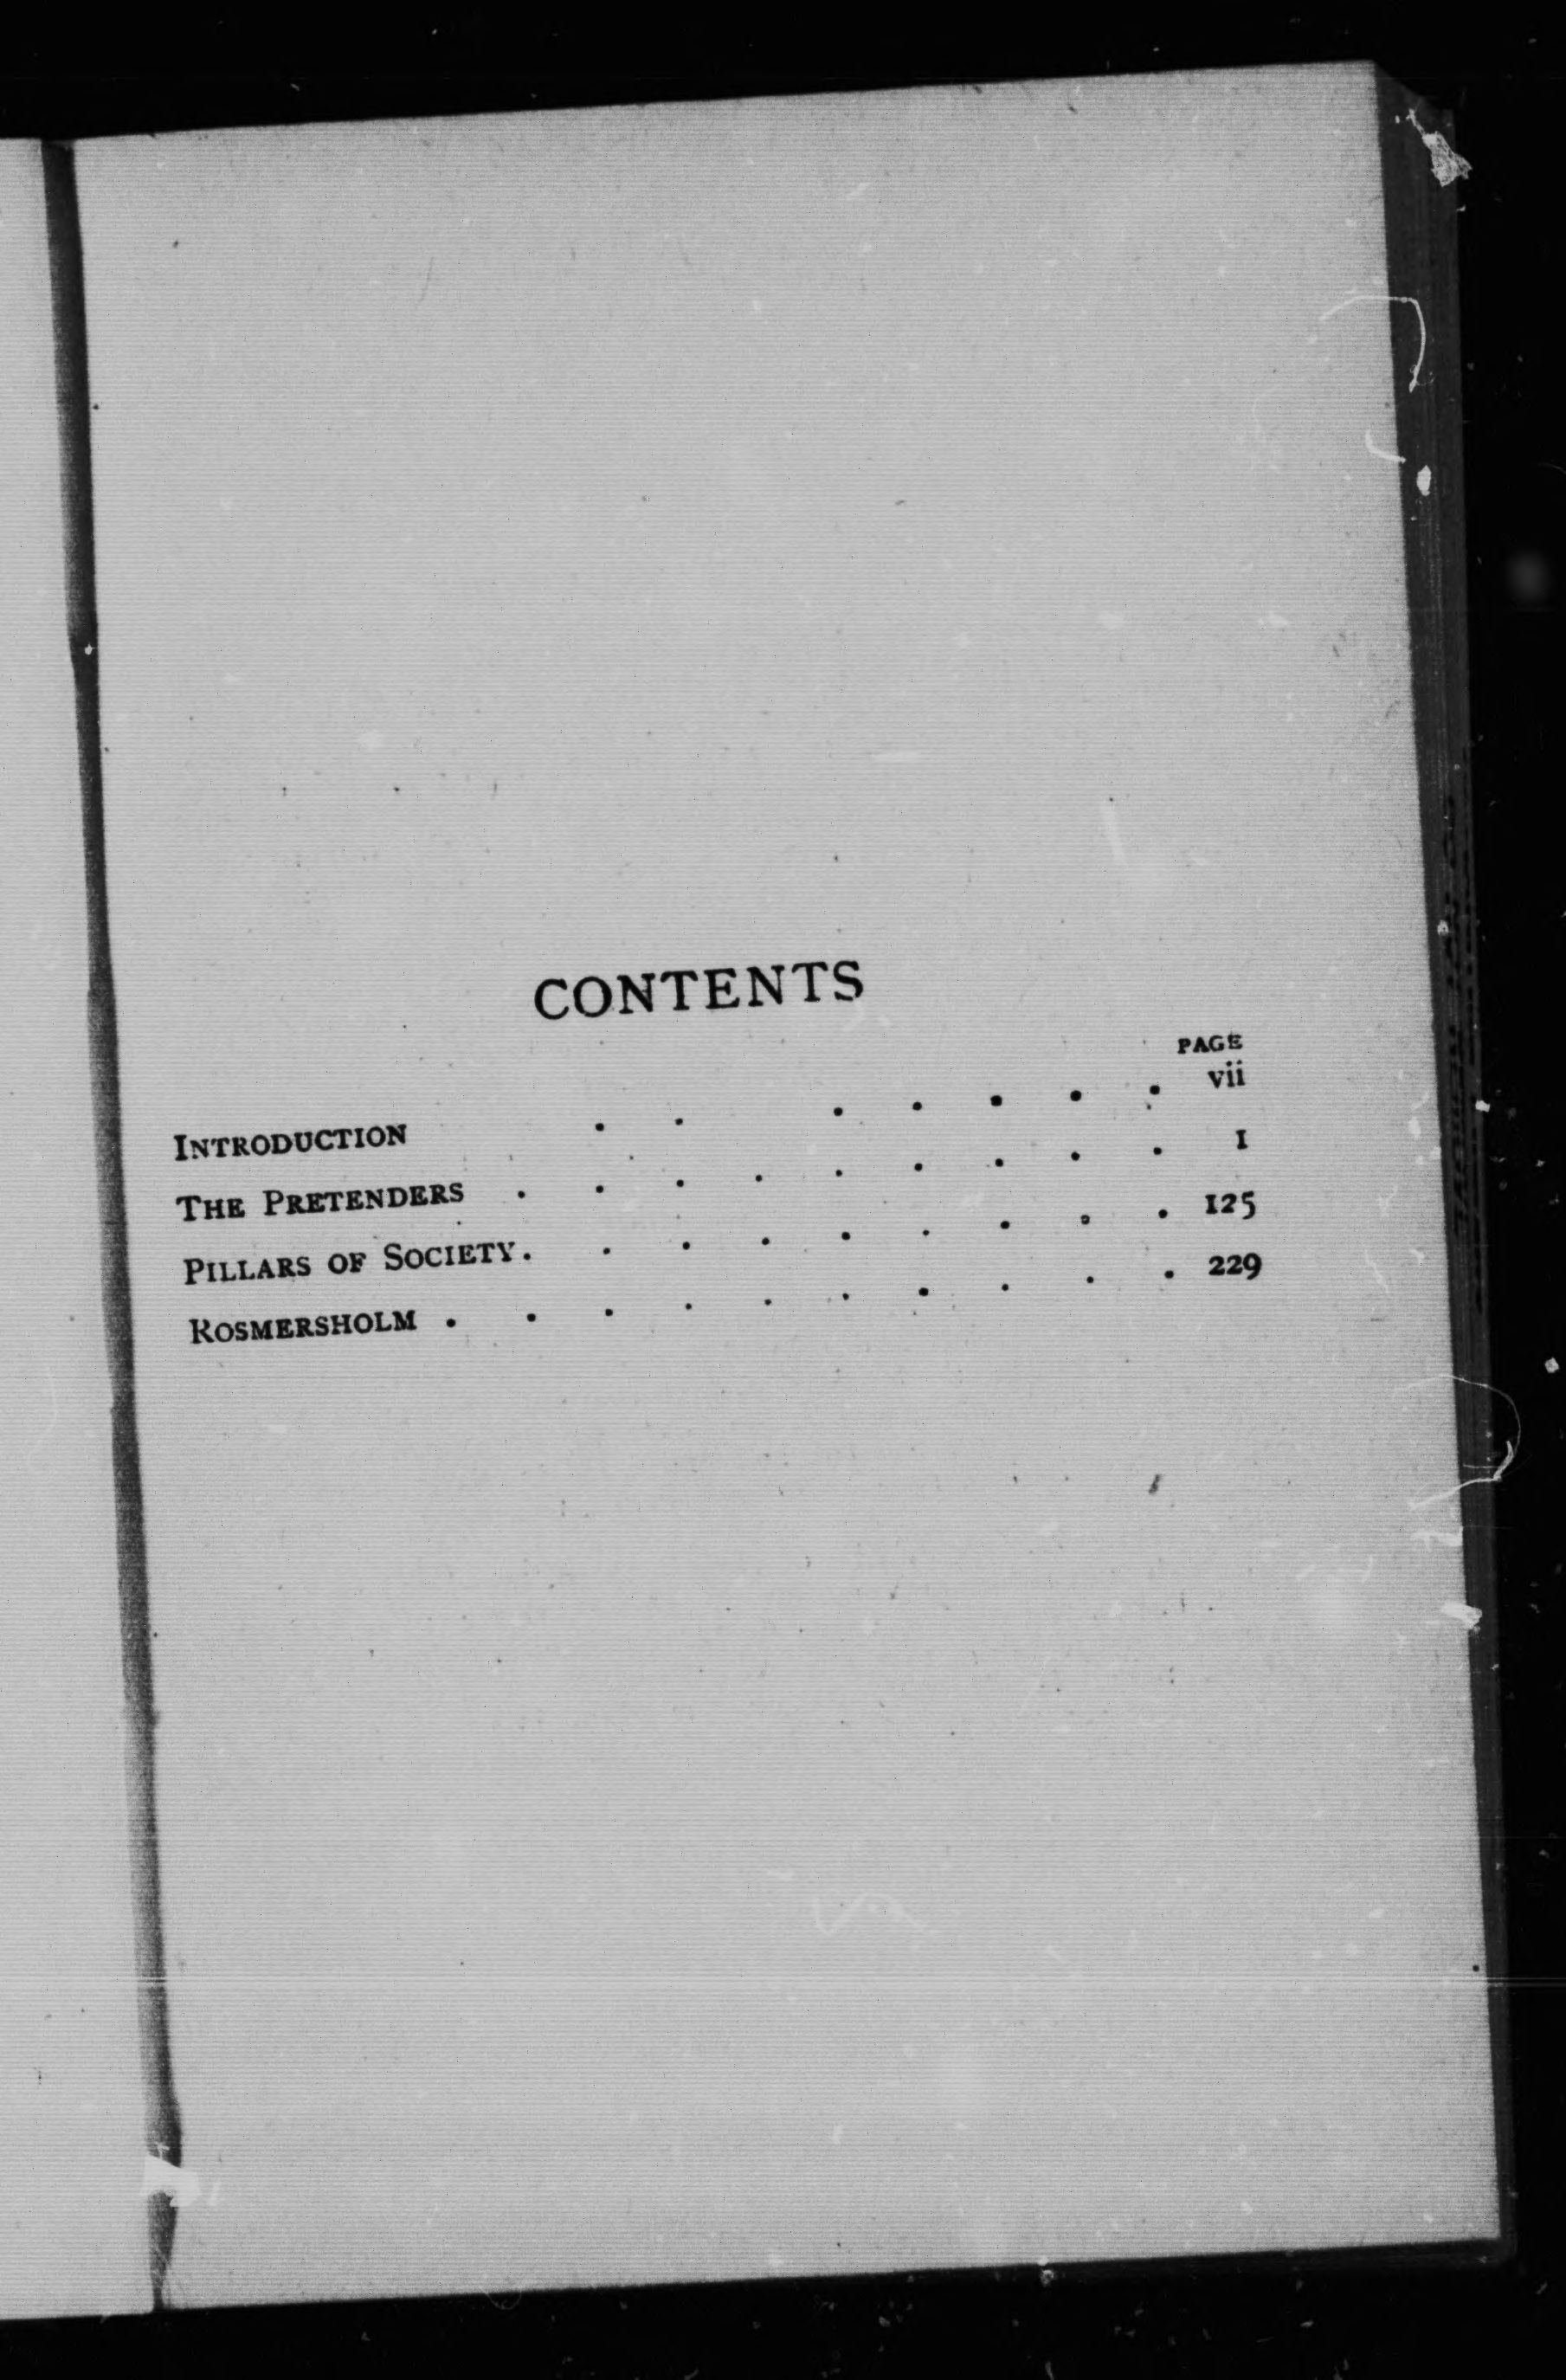 CONTENTS
PAGE
INTRODUCTION . . . . . . . vii
THE PRETENDERS . . . . . . . . . 1
PILLARS OF SOCIETY . . . . . . . . . 125
ROSMERSHOLM . . . . . . . . . . 229